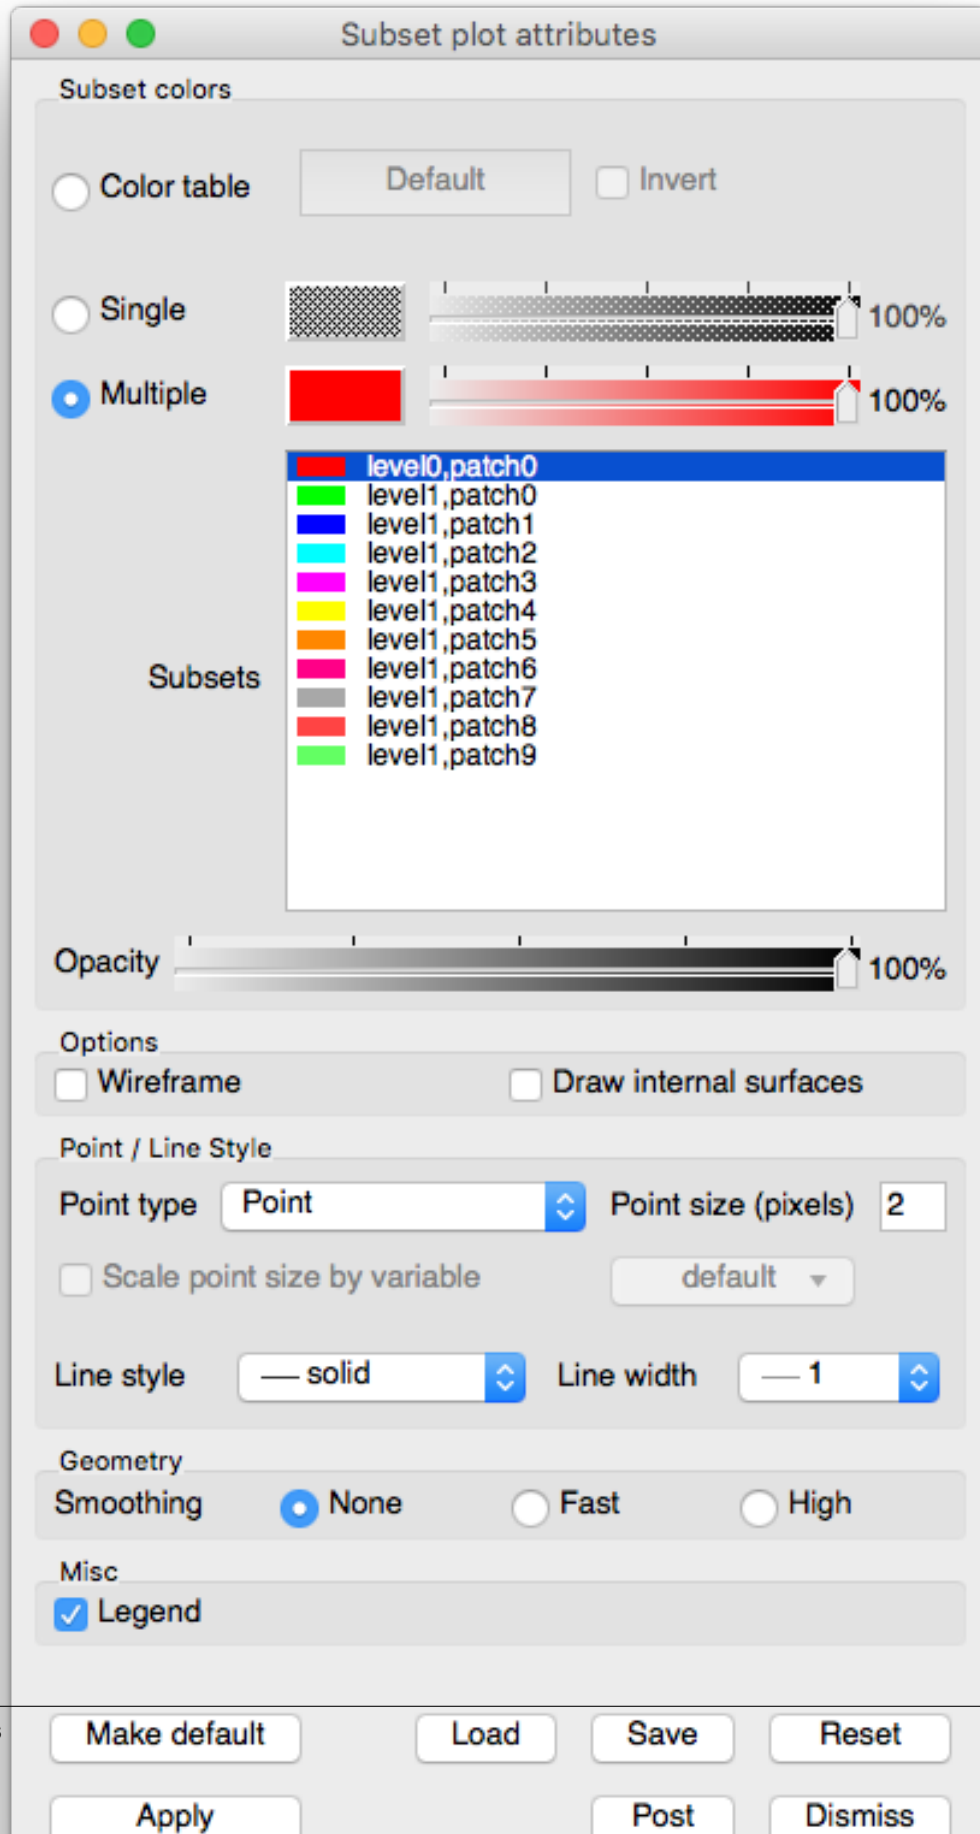 Subset plot attributes
Subset colors
Color table Default Invert
Single 100%
Multiple 100%
level0,patch0
level1,patch0
level1,patch1
level1,patch2
level1,patch3
level1,patch4
level1,patch5
Subsets
level1,patch6
level1,patch7
level1,patch8
level1,patch9
Opacity 100%
Options
Wireframe Draw internal surfaces
Point / Line Style
Point type Point Point size (pixels) 2
Scale point size by variable default
Line style solid Line width 1
Geometry
Smoothing None Fast High
Misc
Legend
Make default Load Save Reset
Apply Post Dismiss